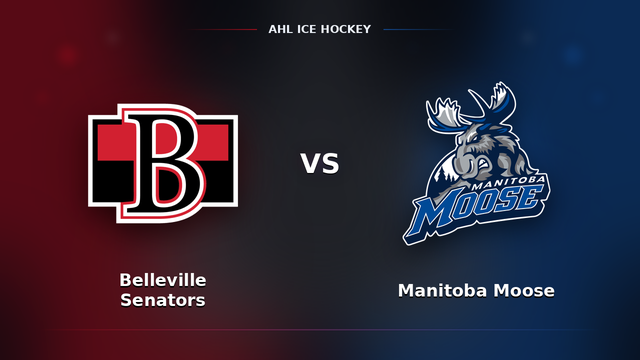 AHL ICE HOCKEY
B
VS
MANITOBA
MOOSE
Belleville
Senators
Manitoba Moose